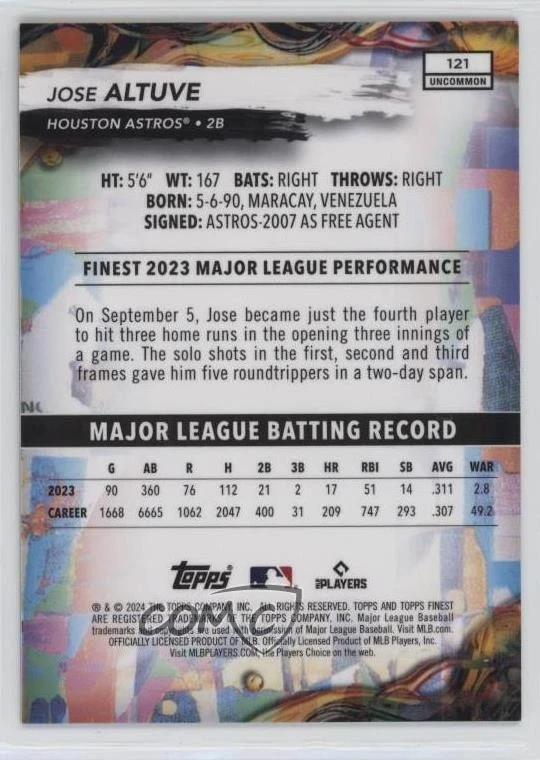 121
UNCOMMON
JOSE ALTUVE
HOUSTON ASTROS® • 2B
HT: 5'6" WT: 167 BATS: RIGHT THROWS: RIGHT
BORN: 5-6-90, MARACAY, VENEZUELA
SIGNED: ASTROS-2007 AS FREE AGENT
FINEST 2023 MAJOR LEAGUE PERFORMANCE
On September 5, Jose became just the fourth player
to hit three home runs in the opening three innings of
a game. The solo shots in the first, second and third
frames gave him five roundtrippers in a two-day span.
MAJOR LEAGUE BATTING RECORD
G AB R H 2B 3B HR RBI SB AVG WAR
2023 90 360 76 112 21 2 17 51 14 .311 2.8
CAREER 1668 6665 1062 2047 400 31 209 747 293 .307 49.2
Topps PLAYERS
® & © 2024 THE TOPPS COMPANY, INC. ALL RIGHTS RESERVED. TOPPS AND TOPPS FINEST
ARE REGISTERED TRADEMARKS OF THE TOPPS COMPANY, INC. Major League Baseball
trademarks and copyrights are used with permission of Major League Baseball. Visit MLB.com.
OFFICIALLY LICENSED PRODUCT OF MLB. Officially Licensed Product of MLB Players, Inc.
Visit MLBPLAYERS.COM, the Players Choice on the web.
COMC